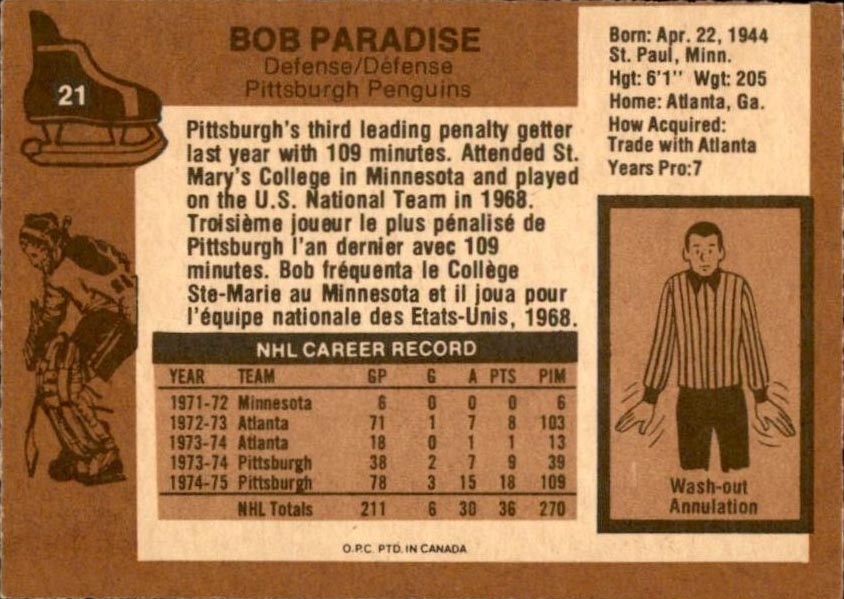 21
BOB PARADISE
Defense/Défense
Pittsburgh Penguins
Born: Apr. 22, 1944
St. Paul, Minn.
Hgt: 6'1'' Wgt: 205
Home: Atlanta, Ga.
How Acquired:
Trade with Atlanta
Years Pro:7
Pittsburgh's third leading penalty getter
last year with 109 minutes. Attended St.
Mary's College in Minnesota and played
on the U.S. National Team in 1968.
Troisième joueur le plus pénalisé de
Pittsburgh l'an dernier avec 109
minutes. Bob fréquenta le Collège
Ste-Marie au Minnesota et il joua pour
l'équipe nationale des Etats-Unis, 1968.
NHL CAREER RECORD
YEAR TEAM GP G A PTS PIM
1971-72 Minnesota 6 0 0 0 6
1972-73 Atlanta 71 1 7 8 103
1973-74 Atlanta 18 0 1 1 13
1973-74 Pittsburgh 38 2 7 9 39
1974-75 Pittsburgh 78 3 15 18 109
NHL Totals 211 6 30 36 270
Wash-out
Annulation
O.P.C. PTD. IN CANADA